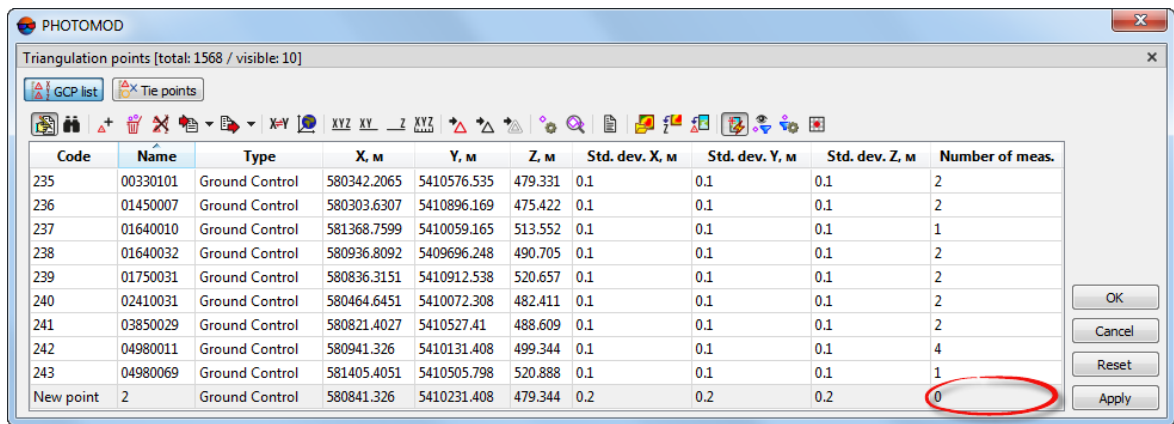 PHOTOMOD
Triangulation points [total: 1568 / visible: 10]
GCP list Tie points
XYZ XY Z XYZ
Code Name Type X, м Y, м Z, м Std. dev. X, м Std. dev. Y, м Std. dev. Z, м Number of meas.
235 00330101 Ground Control 580342.2065 5410576.535 479.331 0.1 0.1 0.1 2
236 01450007 Ground Control 580303.6307 5410896.169 475.422 0.1 0.1 0.1 2
237 01640010 Ground Control 581368.7599 5410059.165 513.552 0.1 0.1 0.1 1
238 01640032 Ground Control 580936.8092 5409696.248 490.705 0.1 0.1 0.1 2
239 01750031 Ground Control 580836.3151 5410912.538 520.657 0.1 0.1 0.1 2
240 02410031 Ground Control 580464.6451 5410072.308 482.411 0.1 0.1 0.1 2
241 03850029 Ground Control 580821.4027 5410527.41 488.609 0.1 0.1 0.1 2
242 04980011 Ground Control 580941.326 5410131.408 499.344 0.1 0.1 0.1 4
243 04980069 Ground Control 581405.4051 5410505.798 520.888 0.1 0.1 0.1 1
New point 2 Ground Control 580841.326 5410231.408 479.344 0.2 0.2 0.2 0
OK
Cancel
Reset
Apply